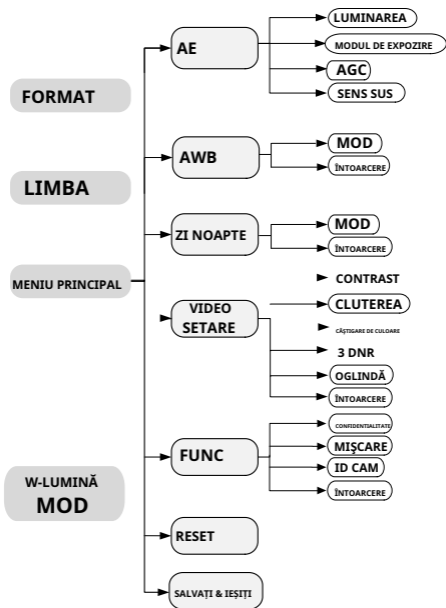 FORMAT
LIMBA
MENIU PRINCIPAL
W-LUMINĂ
MOD
AE
LUMINAREA
MODUL DE EXPOZIRE
AGC
SENS SUS
AWB
MOD
ÎNTOARCERE
ZI NOAPTE
MOD
ÎNTOARCERE
VIDEO
SETARE
CONTRAST
CLUTEREA
CÂȘTIGARE DE CULOARE
3 DNR
OGLINDĂ
ÎNTOARCERE
FUNC
CONFIDENTIALITATE
MIŞCARE
ID CAM
ÎNTOARCERE
RESET
SALVAȚI & IEȘIȚI